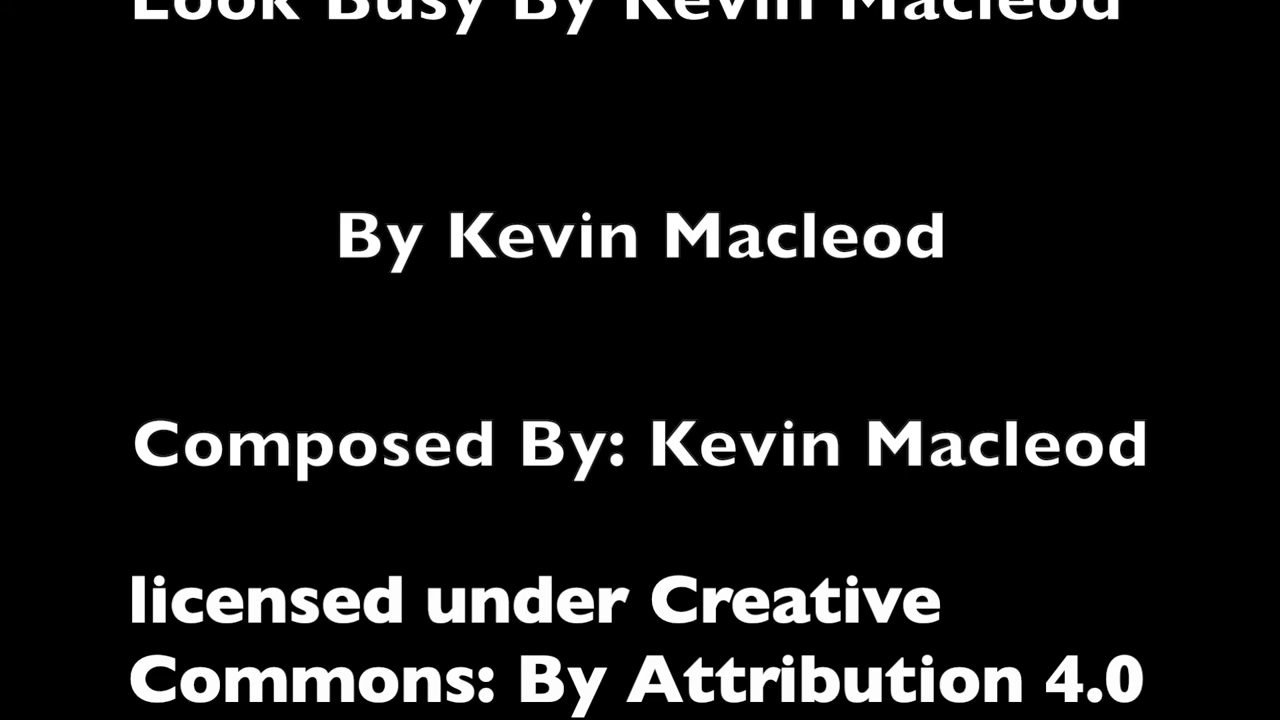 Look Busy By Kevin Macleod
By Kevin Macleod
Composed By: Kevin Macleod
licensed under Creative
Commons: By Attribution 4.0